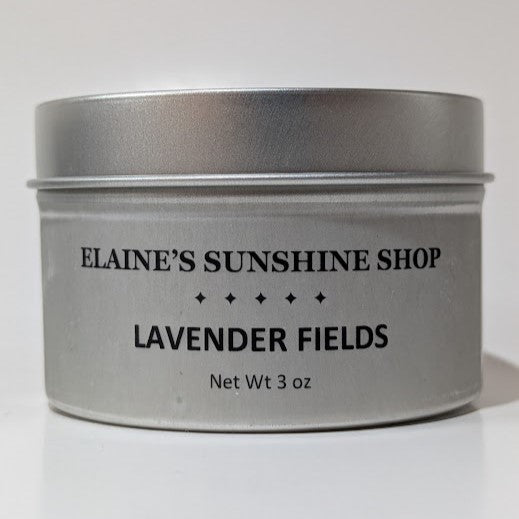 ELAINE'S SUNSHINE SHOP
✦ ✦ ✦ ✦ ✦
LAVENDER FIELDS
Net Wt 3 oz